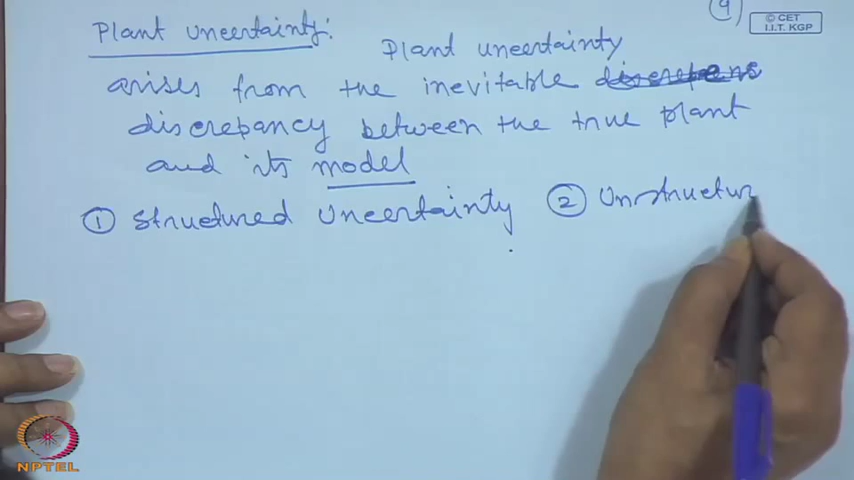 9
© CET
I.I.T. KGP
Plant uncertainty:
Plant uncertainty
arises from the inevitable
discrepancy between the true plant
and its model
1 Structured uncertainty 2 Unstructur
NPTEL